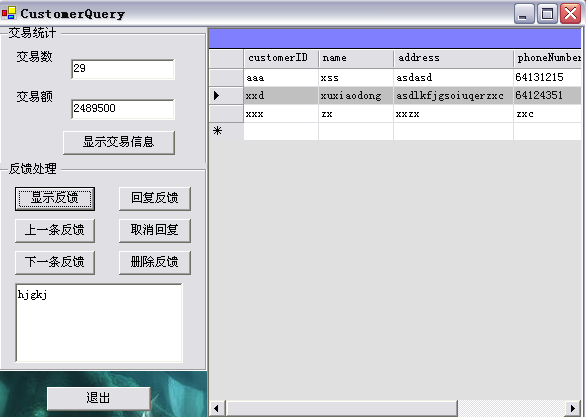 CustomerQuery
交易统计
交易数
29
交易额
2489500
显示交易信息
反馈处理
显示反馈 回复反馈
上一条反馈 取消回复
下一条反馈 删除反馈
hjgkj
退出
customerID name address phoneNumber
aaa xss asdasd 64131215
xxd xuxiaodong asdlkfjgsoiuqerzxc 64124351
xxx zx xxzx zxc